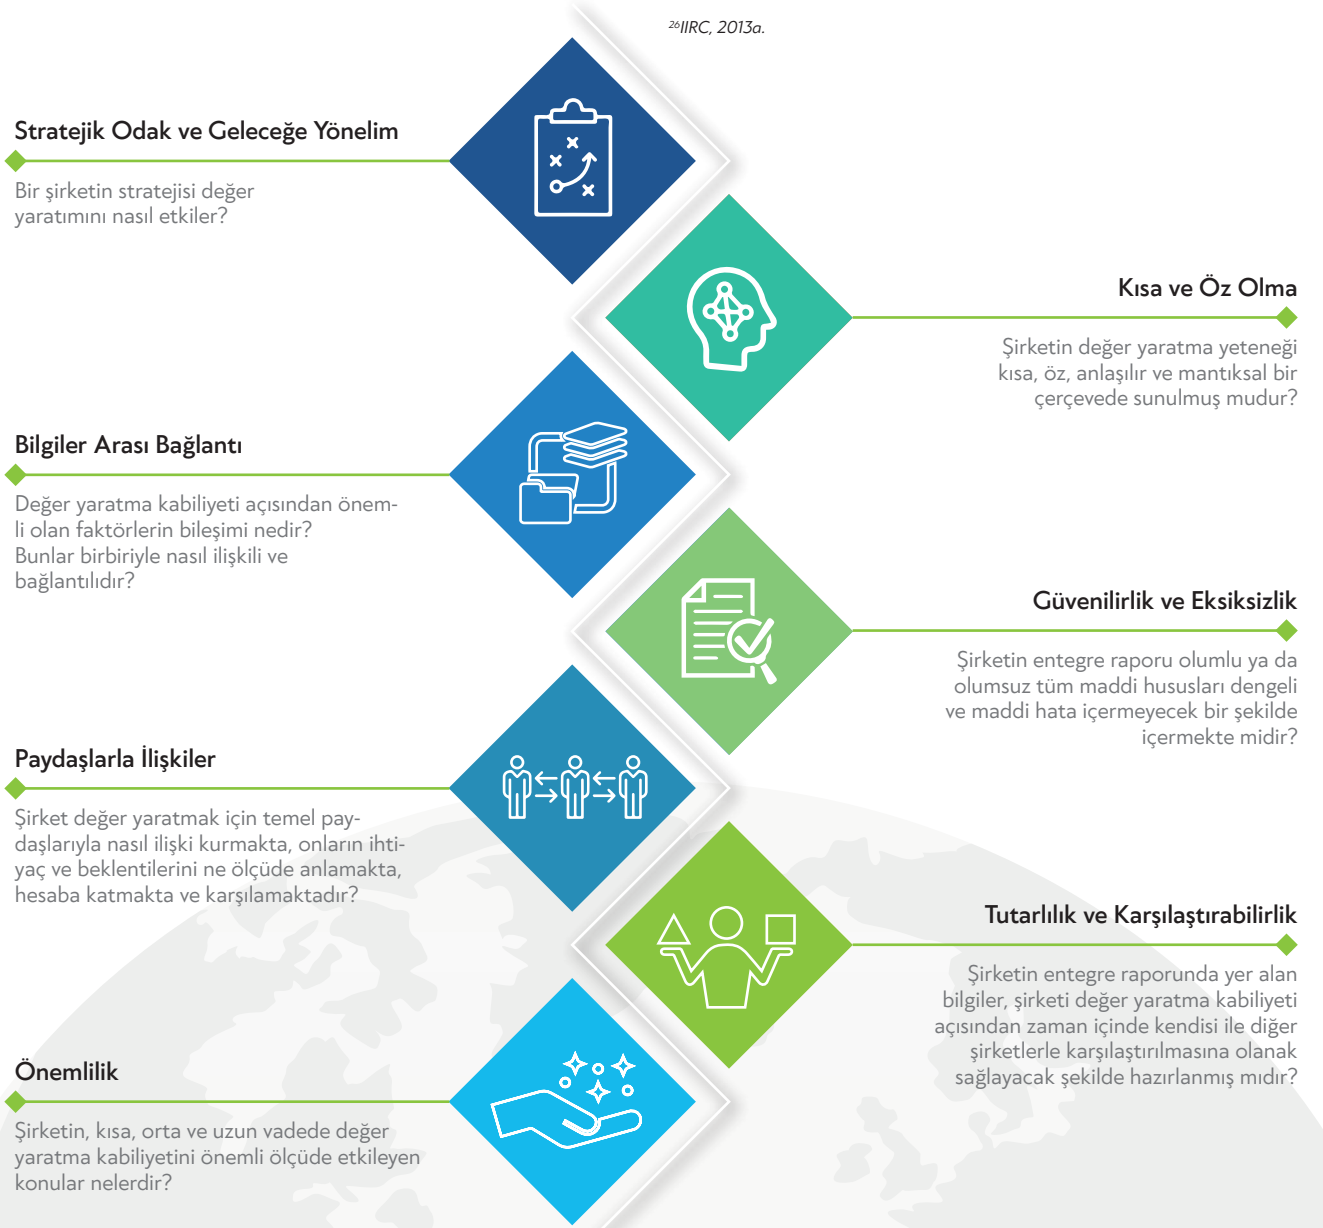 ²⁶IIRC, 2013a.
Stratejik Odak ve Geleceğe Yönelim
Bir şirketin stratejisi değer
yaratımını nasıl etkiler?
Kısa ve Öz Olma
Şirketin değer yaratma yeteneği
kısa, öz, anlaşılır ve mantıksal bir
çerçevede sunulmuş mudur?
Bilgiler Arası Bağlantı
Değer yaratma kabiliyeti açısından önem-
li olan faktörlerin bileşimi nedir?
Bunlar birbiriyle nasıl ilişkili ve
bağlantılıdır?
Güvenilirlik ve Eksiksizlik
Şirketin entegre raporu olumlu ya da
olumsuz tüm maddi hususları dengeli
ve maddi hata içermeyecek bir şekilde
içermekte midir?
Paydaşlarla İlişkiler
Şirket değer yaratmak için temel pay-
daşlarıyla nasıl ilişki kurmakta, onların ihti-
yaç ve beklentilerini ne ölçüde anlamakta,
hesaba katmakta ve karşılamaktadır?
Tutarlılık ve Karşılaştırabilirlik
Şirketin entegre raporunda yer alan
bilgiler, şirketi değer yaratma kabiliyeti
açısından zaman içinde kendisi ile diğer
şirketlerle karşılaştırılmasına olanak
sağlayacak şekilde hazırlanmış mıdır?
Önemlilik
Şirketin, kısa, orta ve uzun vadede değer
yaratma kabiliyetini önemli ölçüde etkileyen
konular nelerdir?